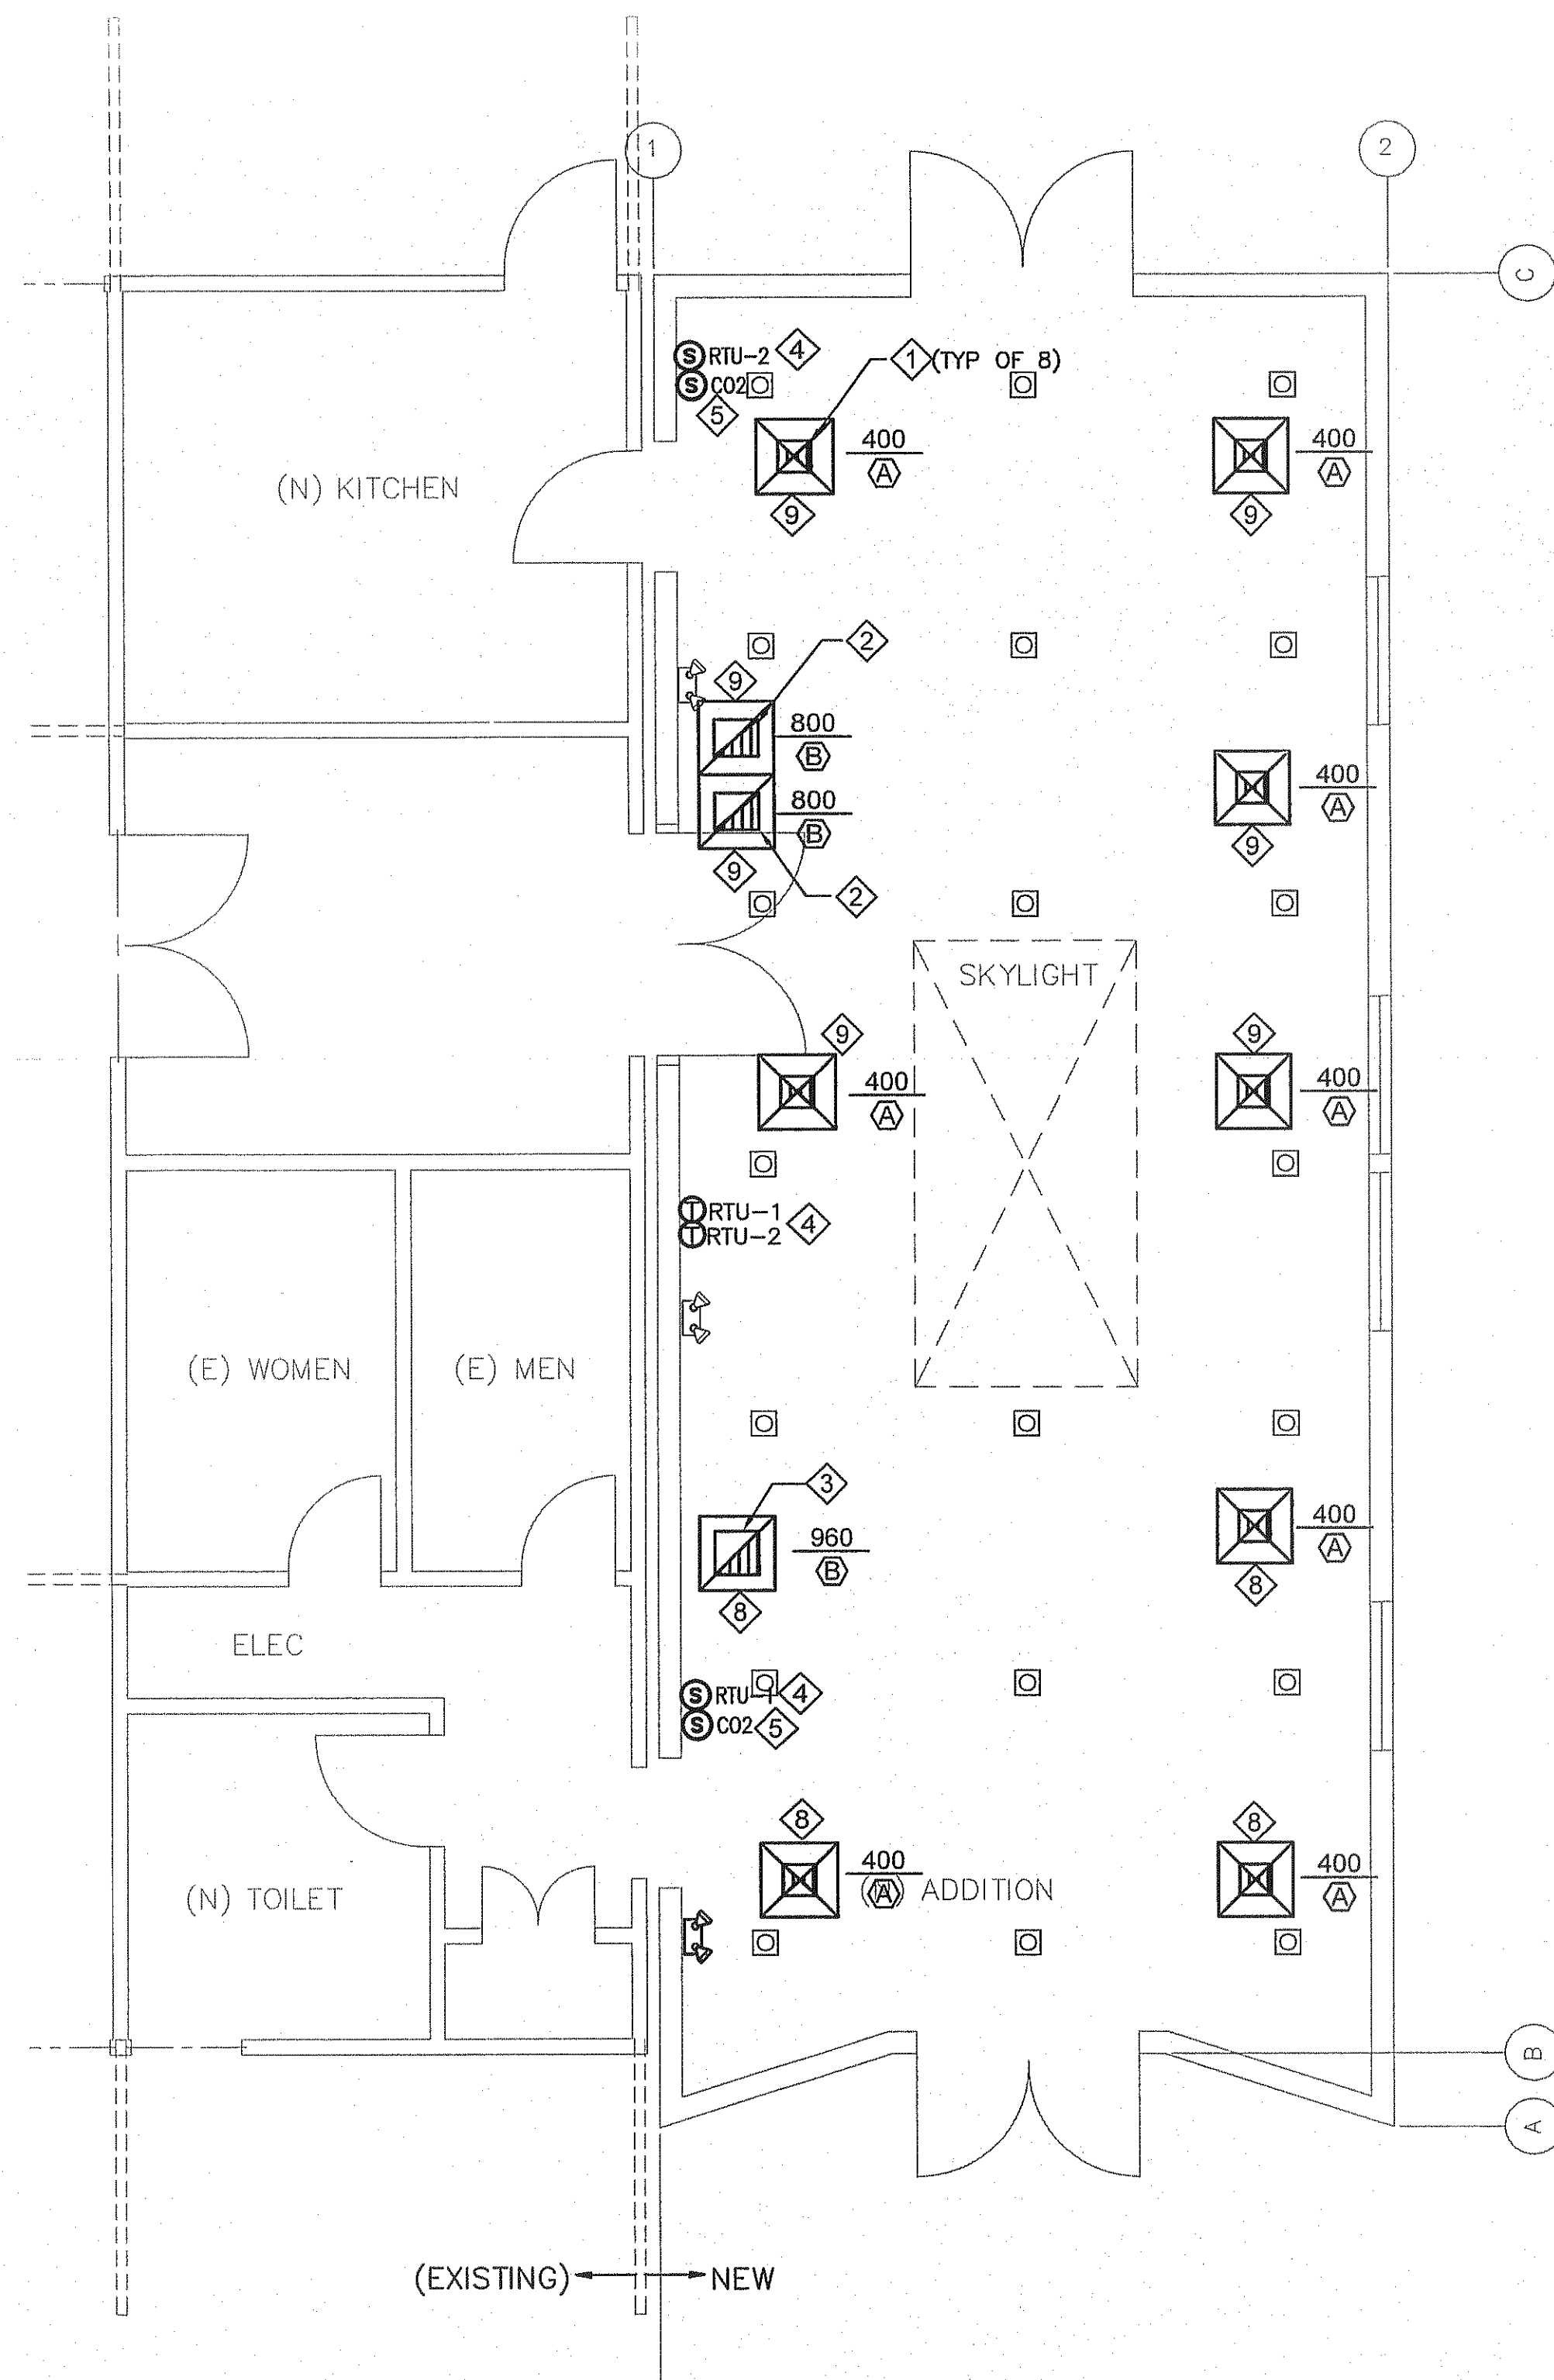 1
2
C
S RTU-2 4
S CO2
5
1 (TYP OF 8)
400
A
9
400
A
9
(N) KITCHEN
2
9
800
B
800
B
9
2
400
A
9
SKYLIGHT
9
400
A
9
400
A
T RTU-1
T RTU-2
4
(E) WOMEN
(E) MEN
3
960
B
8
400
A
8
ELEC
S RTU-1 4
S CO2 5
8
400
A
ADDITION
8
400
A
(N) TOILET
B
A
(EXISTING)
NEW